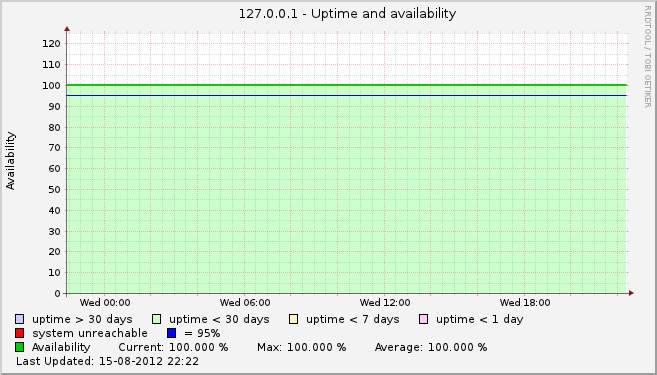 127.0.0.1 - Uptime and availability
RRDTOOL / TOBI OETIKER
Availability
120
110
100
90
80
70
60
50
40
30
20
10
0
Wed 00:00 Wed 06:00 Wed 12:00 Wed 18:00
uptime > 30 days uptime < 30 days uptime < 7 days uptime < 1 day
system unreachable = 95%
Availability Current: 100.000 % Max: 100.000 % Average: 100.000 %
Last Updated: 15-08-2012 22:22